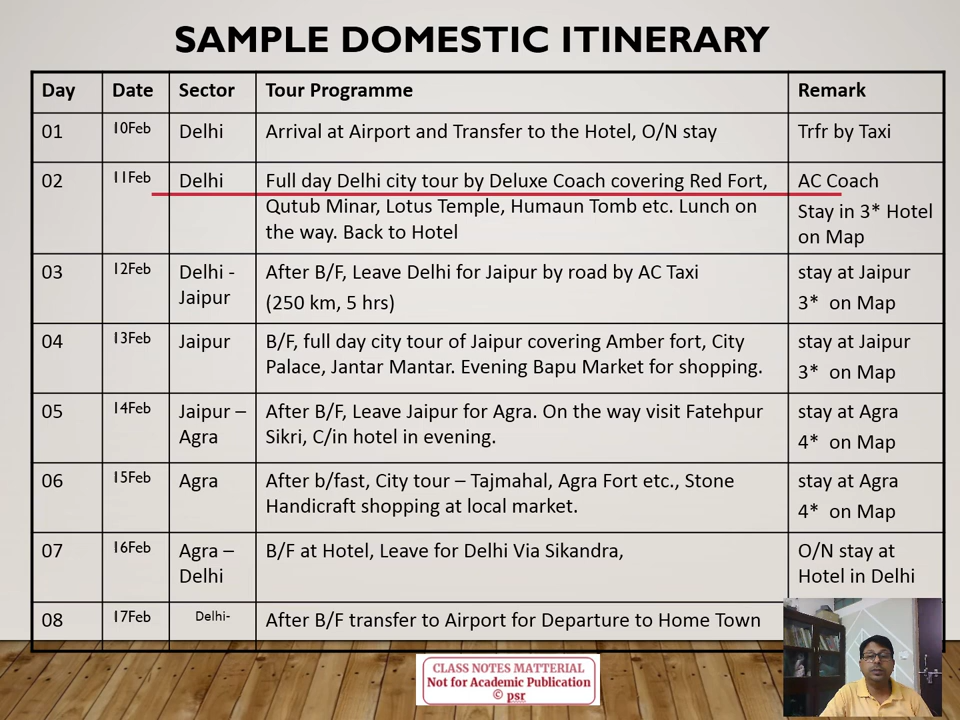 SAMPLE DOMESTIC ITINERARY
Day Date Sector Tour Programme Remark
01 10Feb Delhi Arrival at Airport and Transfer to the Hotel, O/N stay Trfr by Taxi
02 11Feb Delhi Full day Delhi city tour by Deluxe Coach covering Red Fort, AC Coach
Qutub Minar, Lotus Temple, Humaun Tomb etc. Lunch on Stay in 3* Hotel
the way. Back to Hotel on Map
03 12Feb Delhi - After B/F, Leave Delhi for Jaipur by road by AC Taxi stay at Jaipur
Jaipur (250 km, 5 hrs) 3* on Map
04 13Feb Jaipur B/F, full day city tour of Jaipur covering Amber fort, City stay at Jaipur
Palace, Jantar Mantar. Evening Bapu Market for shopping. 3* on Map
05 14Feb Jaipur – After B/F, Leave Jaipur for Agra. On the way visit Fatehpur stay at Agra
Agra Sikri, C/in hotel in evening. 4* on Map
06 15Feb Agra After b/fast, City tour – Tajmahal, Agra Fort etc., Stone stay at Agra
Handicraft shopping at local market. 4* on Map
07 16Feb Agra – B/F at Hotel, Leave for Delhi Via Sikandra, O/N stay at
Delhi Hotel in Delhi
08 17Feb Delhi- After B/F transfer to Airport for Departure to Home Town
CLASS NOTES MATTERIAL
Not for Academic Publication
© psr